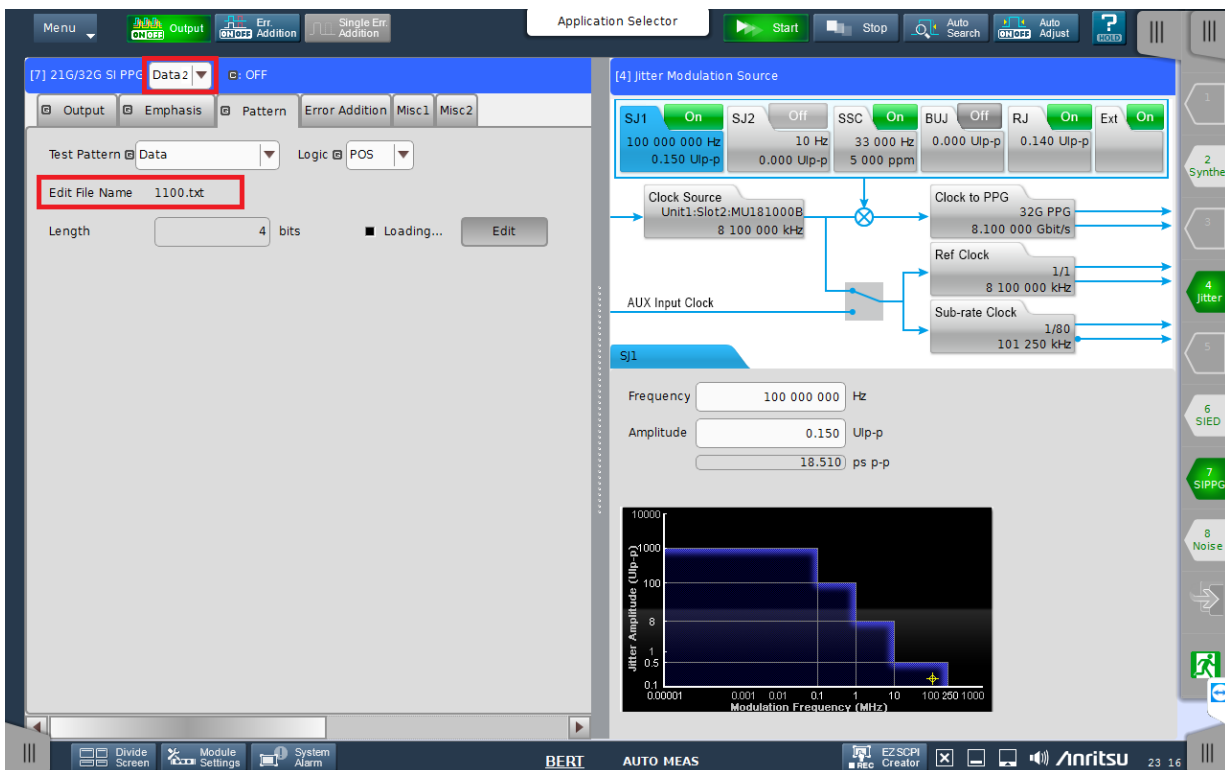 Menu
ON OFF Output
ON OFF Err. Addition
Single Err. Addition
Application Selector
Start
Stop
Auto Search
ON OFF Auto Adjust
?
HOLD
[7] 21G/32G SI PPG Data2 C: OFF
Output Emphasis Pattern Error Addition Misc1 Misc2
Test Pattern C Data Logic C POS
Edit File Name 1100.txt
Length 4 bits Loading... Edit
[4] Jitter Modulation Source
SJ1 On SJ2 Off SSC On BUJ Off RJ On Ext On
100 000 000 Hz 10 Hz 33 000 Hz 0.000 UIp-p 0.140 UIp-p
0.150 UIp-p 0.000 UIp-p 5 000 ppm
Clock Source
Unit1:Slot2:MU181000B
8 100 000 kHz
Clock to PPG
32G PPG
8.100 000 Gbit/s
Ref Clock
1/1
8 100 000 kHz
AUX Input Clock
Sub-rate Clock
1/80
101 250 kHz
SJ1
Frequency 100 000 000 Hz
Amplitude 0.150 UIp-p
18.510 ps p-p
Jitter Amplitude (UIp-p)
10000
1000
100
8
1
0.5
0.1
0.00001 0.001 0.01 0.1 1 10 100 250 1000
Modulation Frequency (MHz)
1
2
Synthe
3
4
Jitter
5
6
SIED
7
SIPPG
8
Noise
Divide Screen
Module Settings
System Alarm
BERT
AUTO MEAS
REC
EZ SCPI Creator
Anritsu
23 16